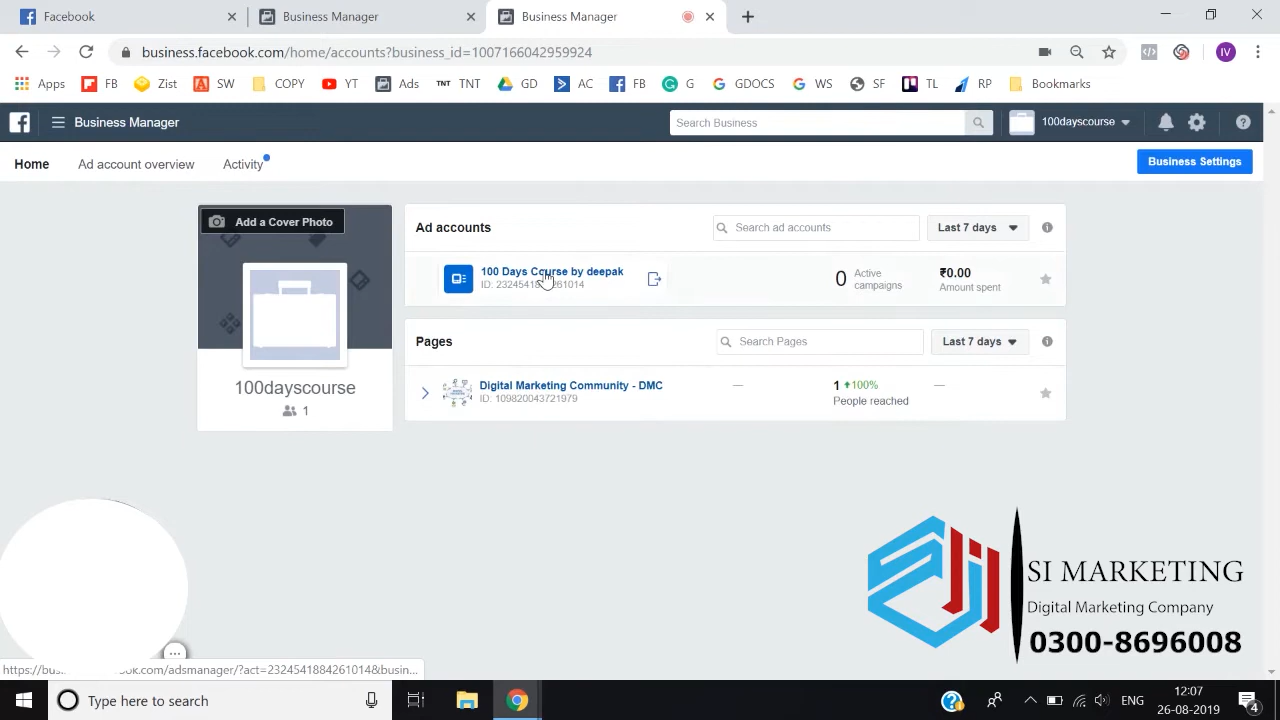 Facebook
Business Manager
Business Manager
business.facebook.com/home/accounts?business_id=1007166042959924
IV
Apps FB Zist SW COPY YT Ads TNT TNT GD AC FB G GDOCS WS SF TL RP Bookmarks
Business Manager
Search Business
100dayscourse
Home
Ad account overview
Activity
Business Settings
Add a Cover Photo
100dayscourse
1
Ad accounts
Search ad accounts
Last 7 days
100 Days Course by deepak
0
Active
campaigns
₹0.00
Amount spent
Pages
Search Pages
Last 7 days
Digital Marketing Community - DMC
ID: 109820043721979
—
1 100%
People reached
—
SI MARKETING
Digital Marketing Company
0300-8696008
Type here to search
ENG
12:07
26-08-2019
4